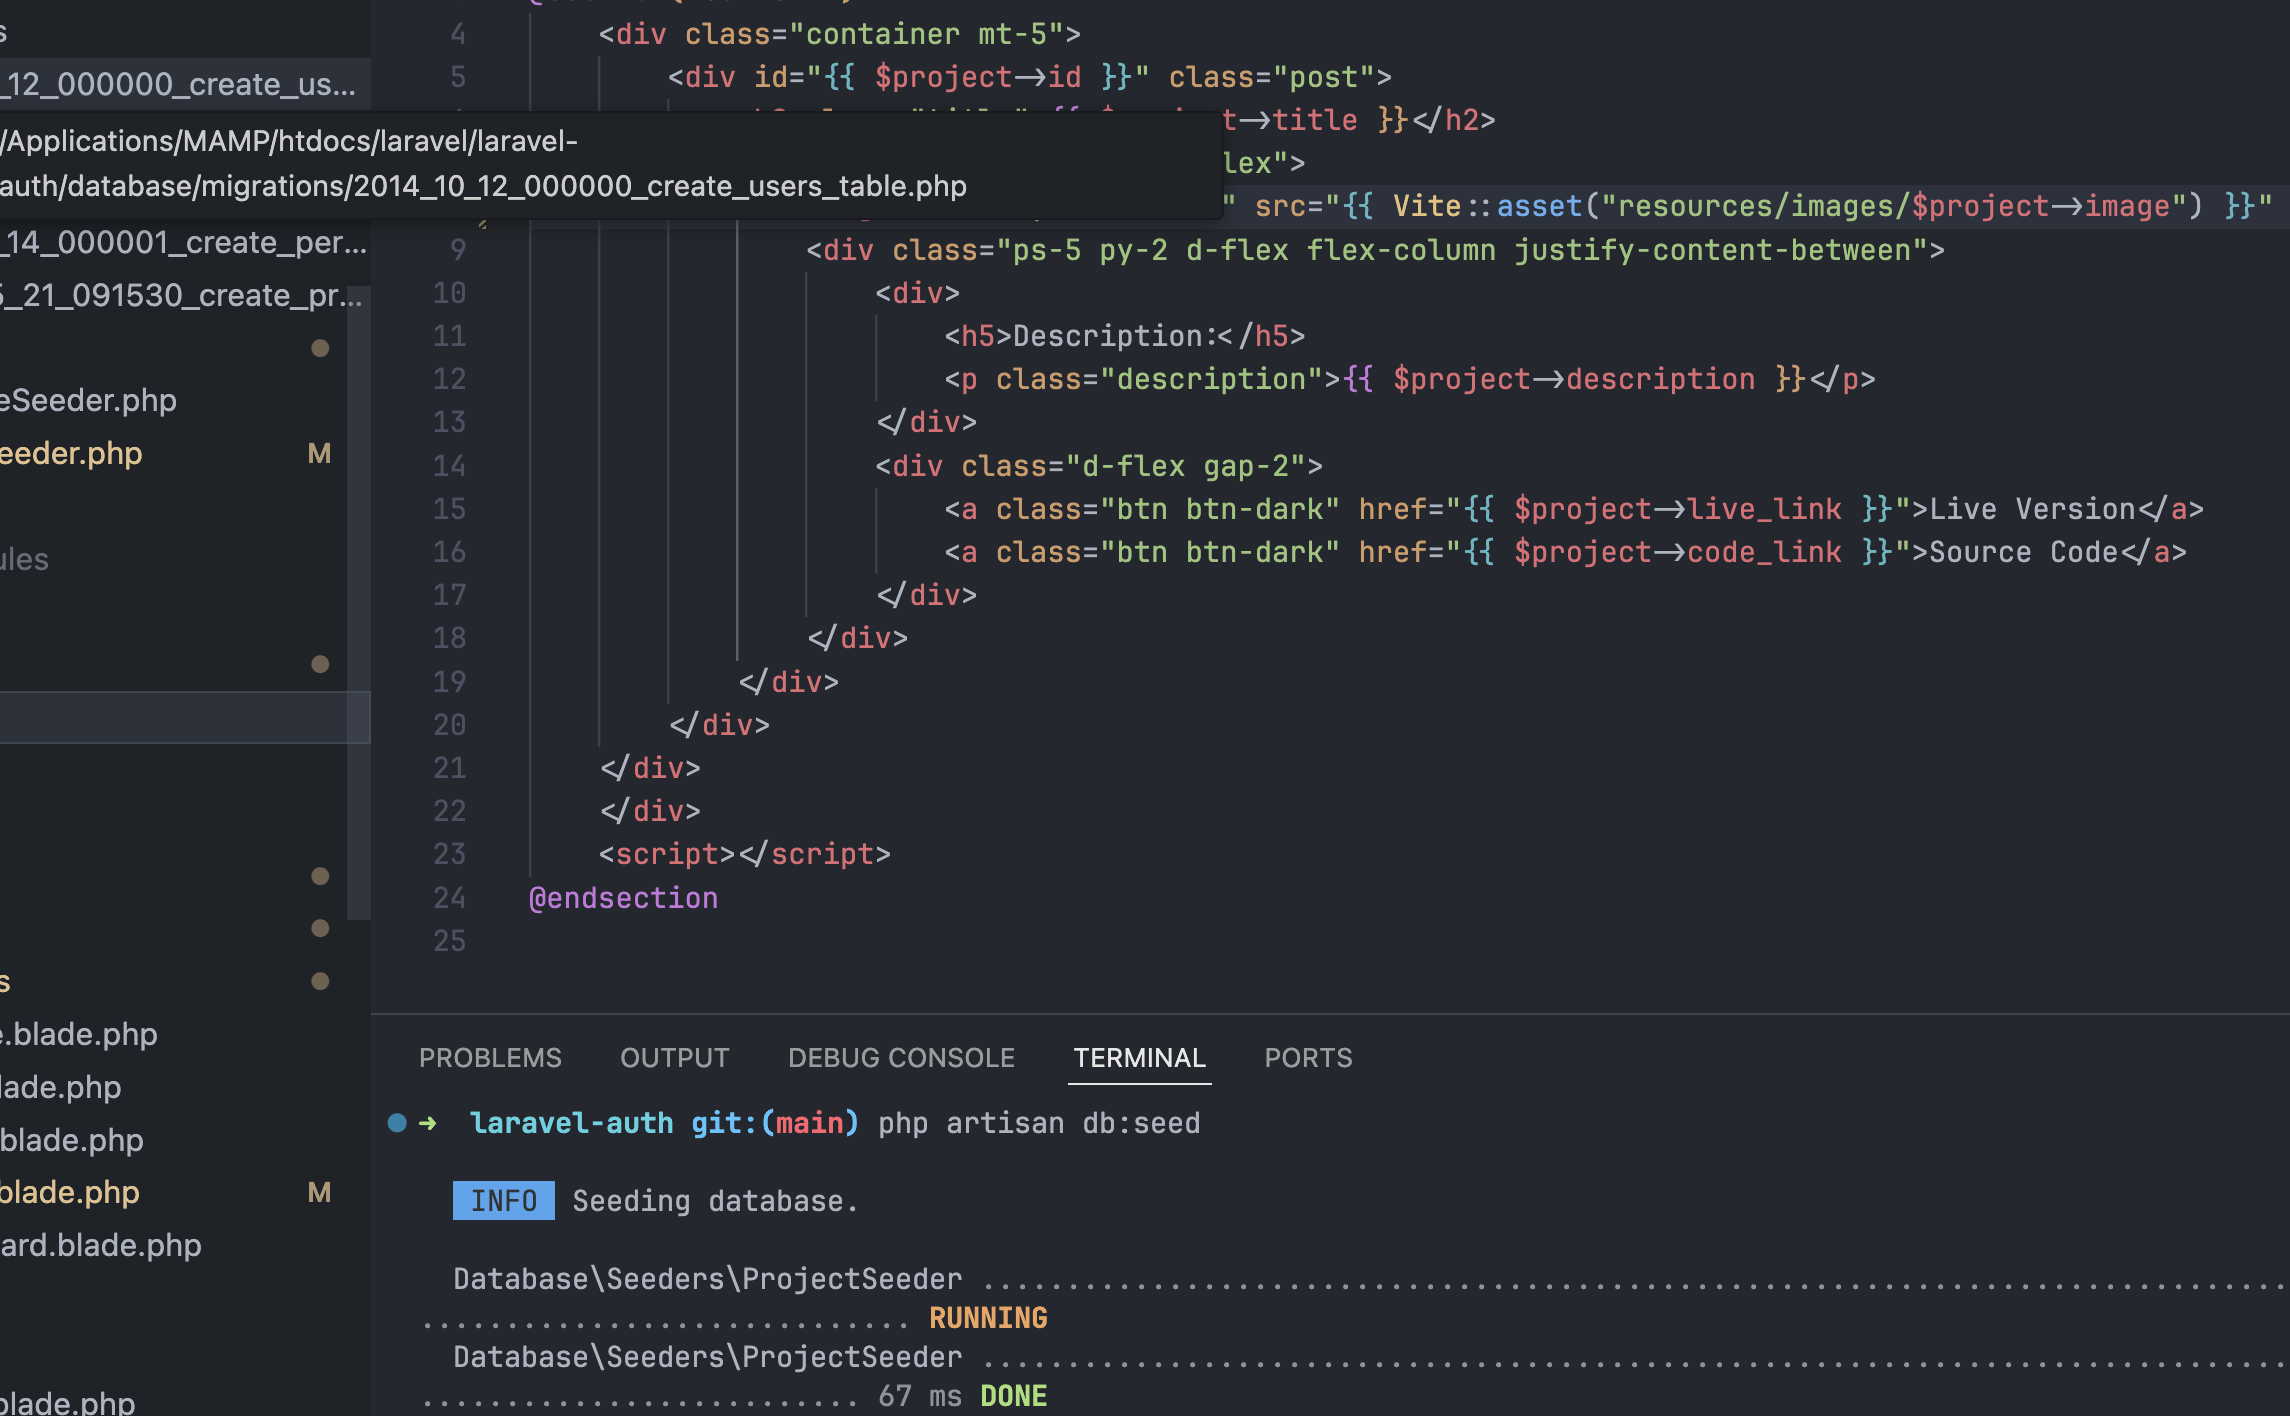 s
4 <div class="container mt-5">
_12_000000_create_us...
5 <div id="{{ $project->id }}" class="post">
t->title }}</h2>
/Applications/MAMP/htdocs/laravel/laravel-
auth/database/migrations/2014_10_12_000000_create_users_table.php
lex">
" src="{{ Vite::asset("resources/images/$project->image") }}"
_14_000001_create_per...
9 <div class="ps-5 py-2 d-flex flex-column justify-content-between">
5_21_091530_create_pr...
10 <div>
11 <h5>Description:</h5>
12 <p class="description">{{ $project->description }}</p>
eSeeder.php
13 </div>
eeder.php M
14 <div class="d-flex gap-2">
15 <a class="btn btn-dark" href="{{ $project->live_link }}">Live Version</a>
ules
16 <a class="btn btn-dark" href="{{ $project->code_link }}">Source Code</a>
17 </div>
18 </div>
19 </div>
20 </div>
21 </div>
22 </div>
23 <script></script>
24 @endsection
25
s
e.blade.php
lade.php
blade.php
blade.php M
ard.blade.php
blade.php
PROBLEMS OUTPUT DEBUG CONSOLE TERMINAL PORTS
➜ laravel-auth git:(main) php artisan db:seed
INFO Seeding database.
Database\Seeders\ProjectSeeder ............................................................................
............................. RUNNING
Database\Seeders\ProjectSeeder ............................................................................
.......................... 67 ms DONE